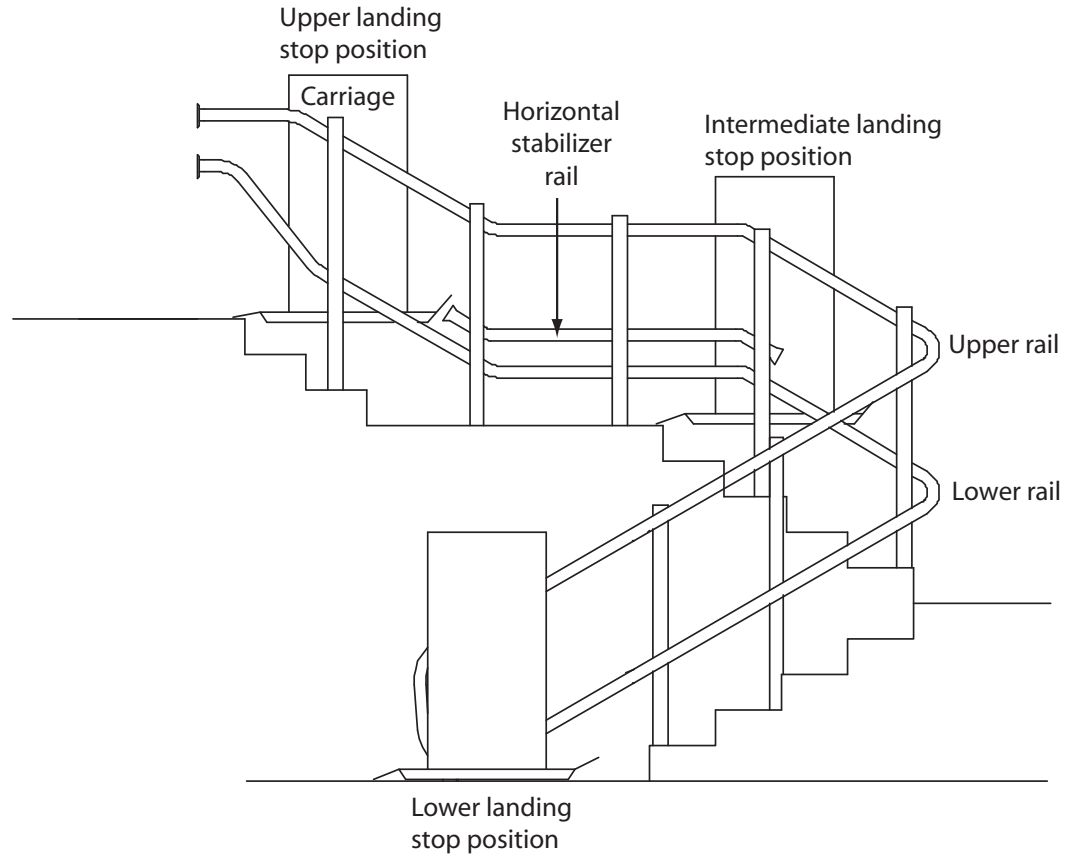 Upper landing
stop position
Carriage
Horizontal
stabilizer
rail
Intermediate landing
stop position
Upper rail
Lower rail
Lower landing
stop position